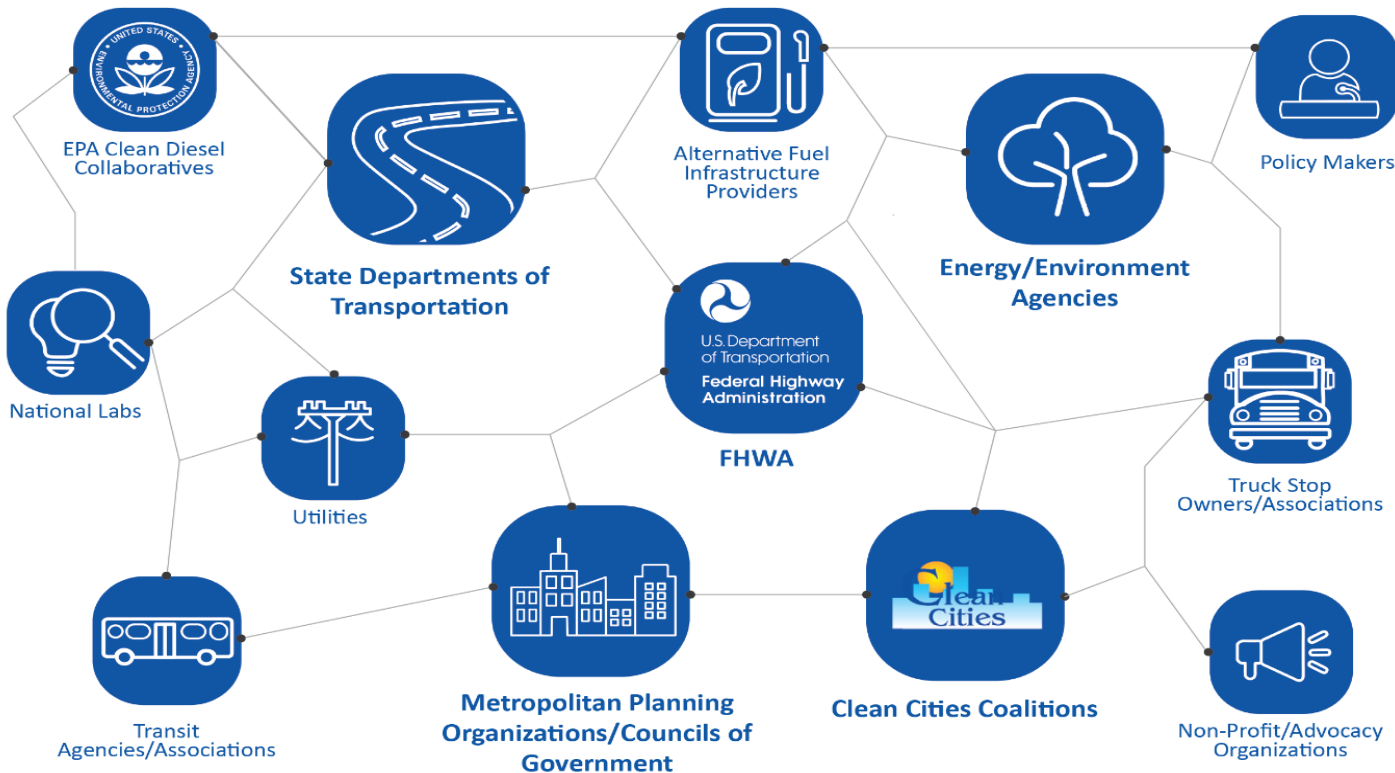 UNITED STATES
ENVIRONMENTAL PROTECTION AGENCY
EPA Clean Diesel
Collaboratives
Alternative Fuel
Infrastructure
Providers
Policy Makers
State Departments of
Transportation
Energy/Environment
Agencies
U.S. Department
of Transportation
Federal Highway
Administration
FHWA
National Labs
Utilities
Truck Stop
Owners/Associations
Clean
Cities
Transit
Agencies/Associations
Metropolitan Planning
Organizations/Councils of
Government
Clean Cities Coalitions
Non-Profit/Advocacy
Organizations